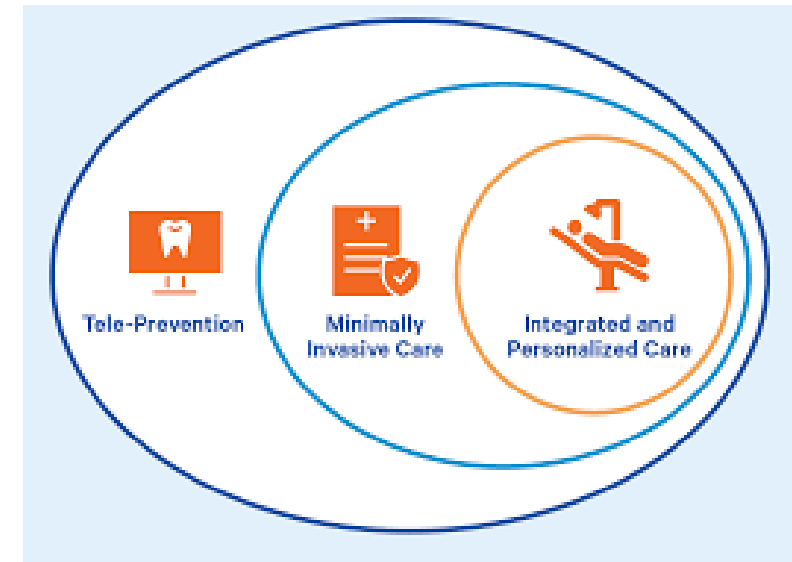 Tele-Prevention
Minimally
Invasive Care
Integrated and
Personalized Care